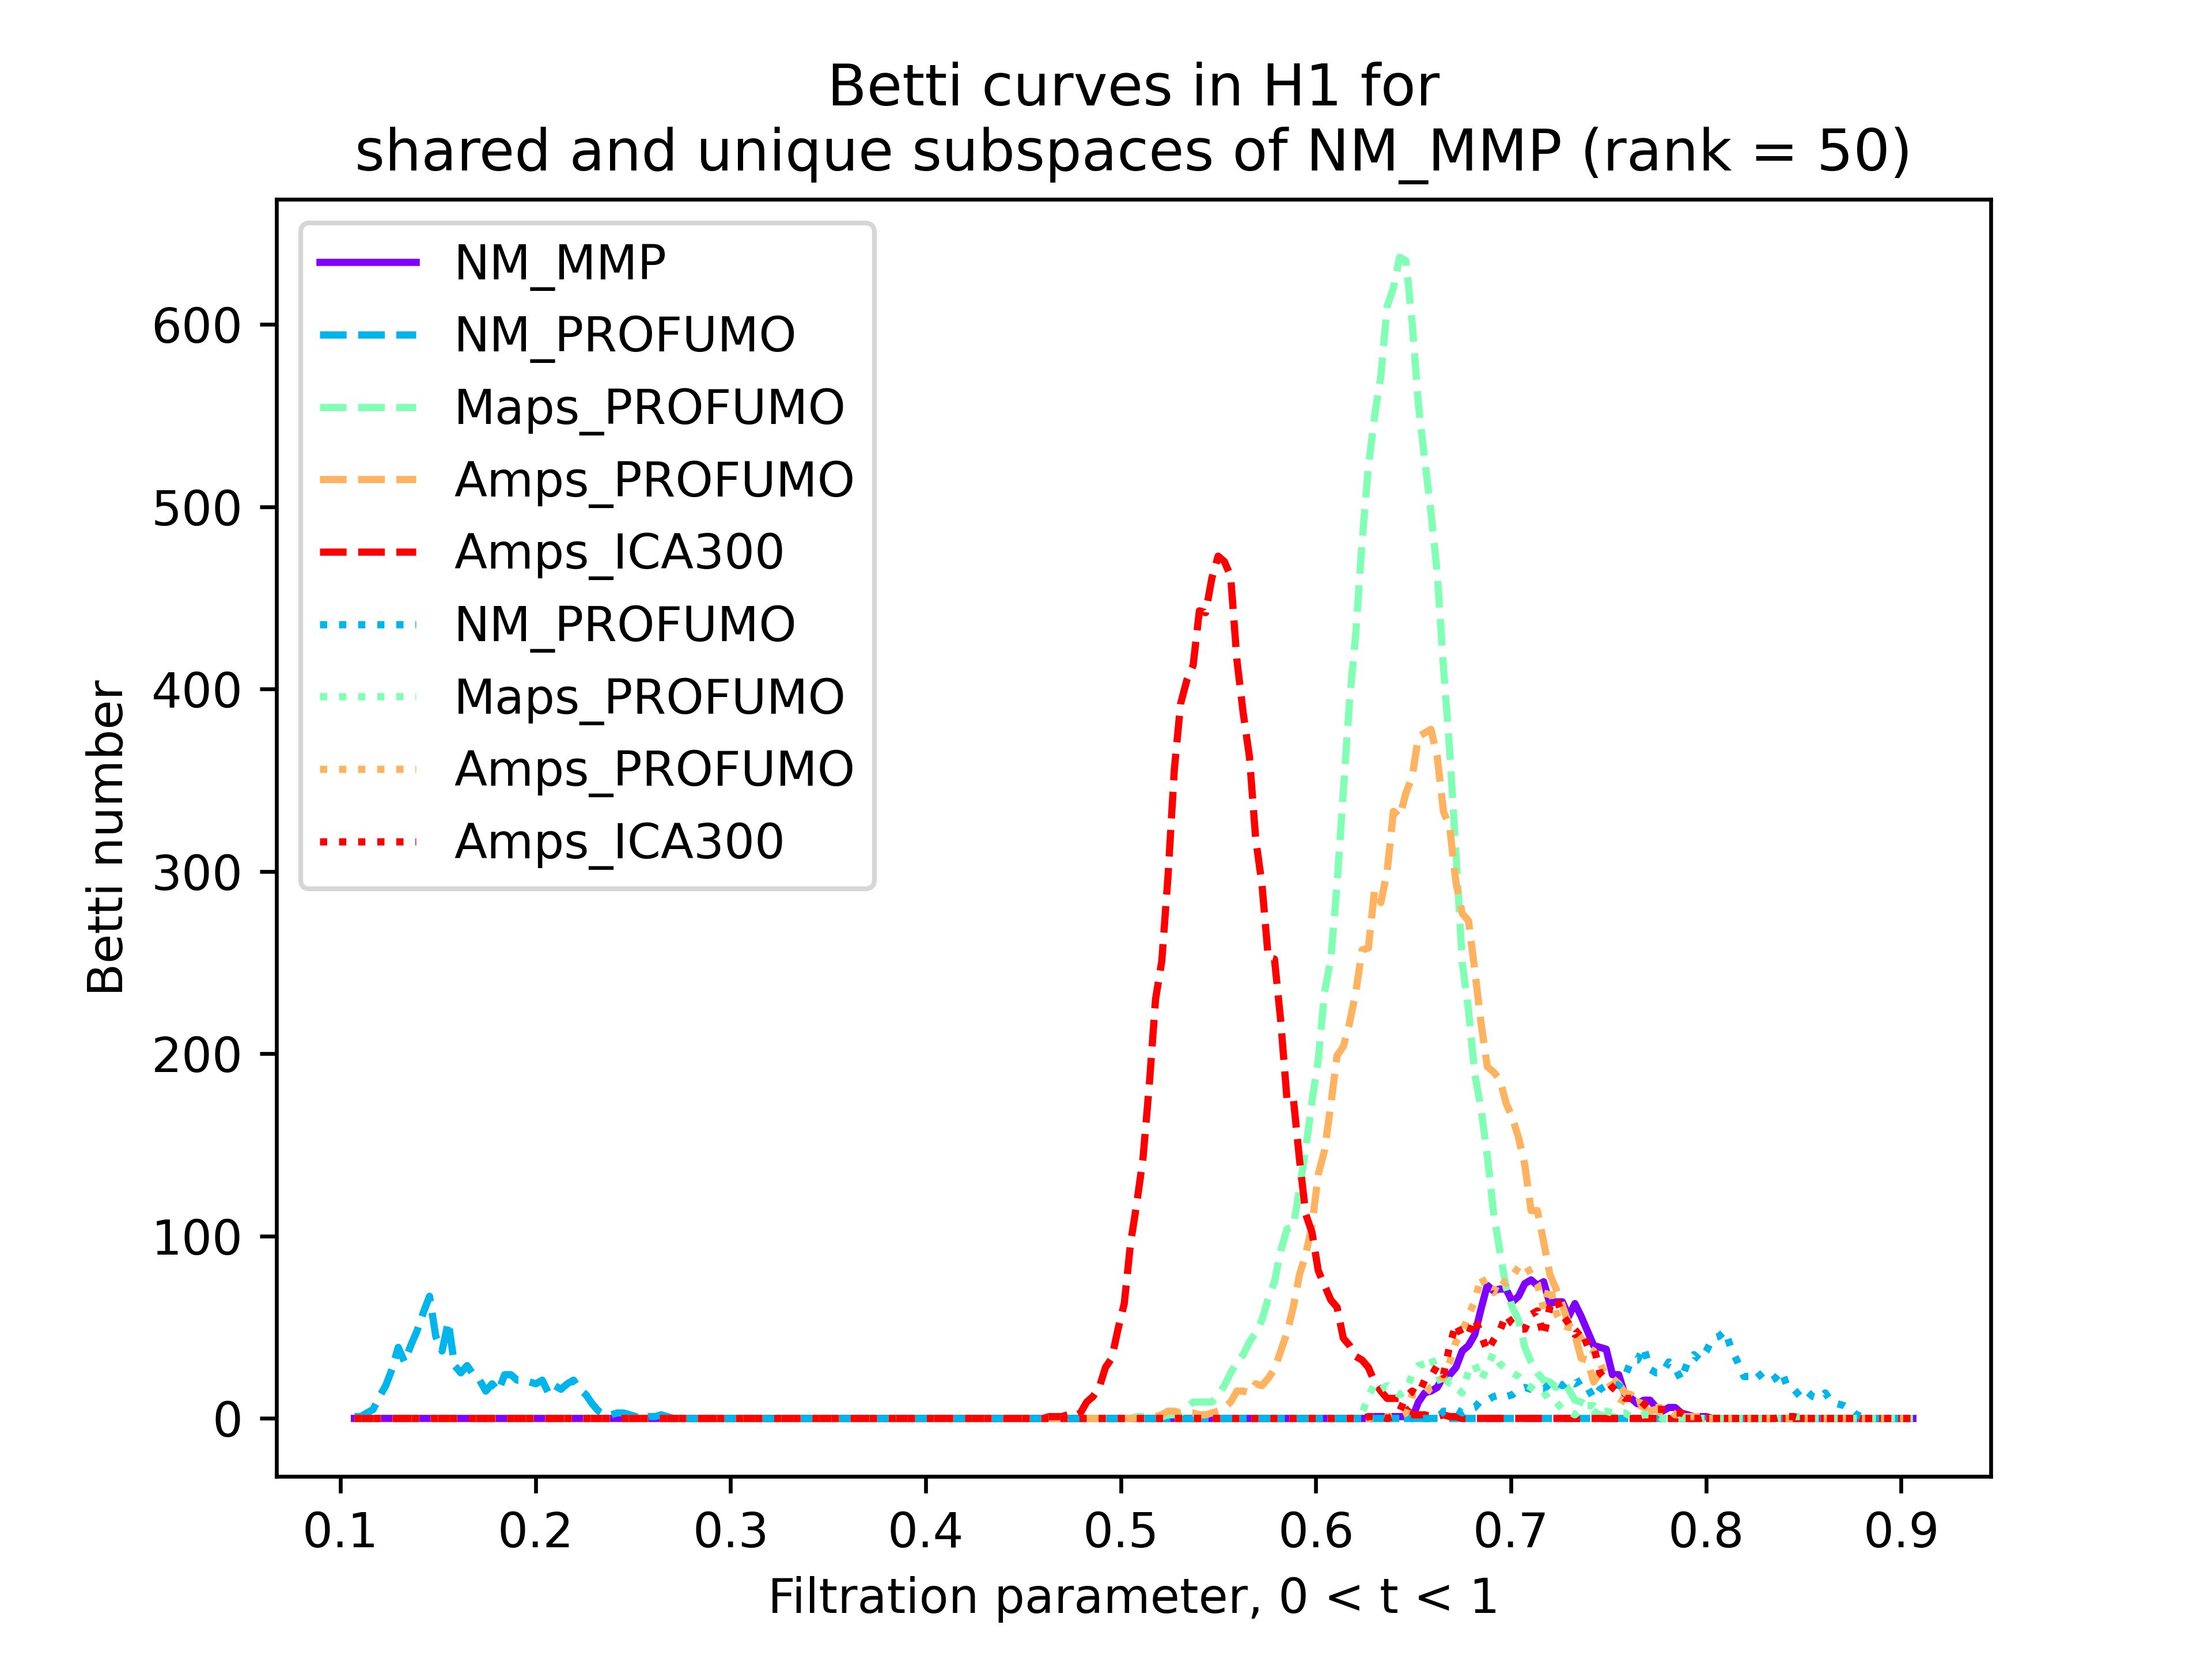 Betti curves in H1 for
shared and unique subspaces of NM_MMP (rank = 50)
NM_MMP
NM_PROFUMO
Maps_PROFUMO
Amps_PROFUMO
Amps_ICA300
NM_PROFUMO
Maps_PROFUMO
Amps_PROFUMO
Amps_ICA300
Betti number
600
500
400
300
200
100
0
0.1 0.2 0.3 0.4 0.5 0.6 0.7 0.8 0.9
Filtration parameter, 0 < t < 1